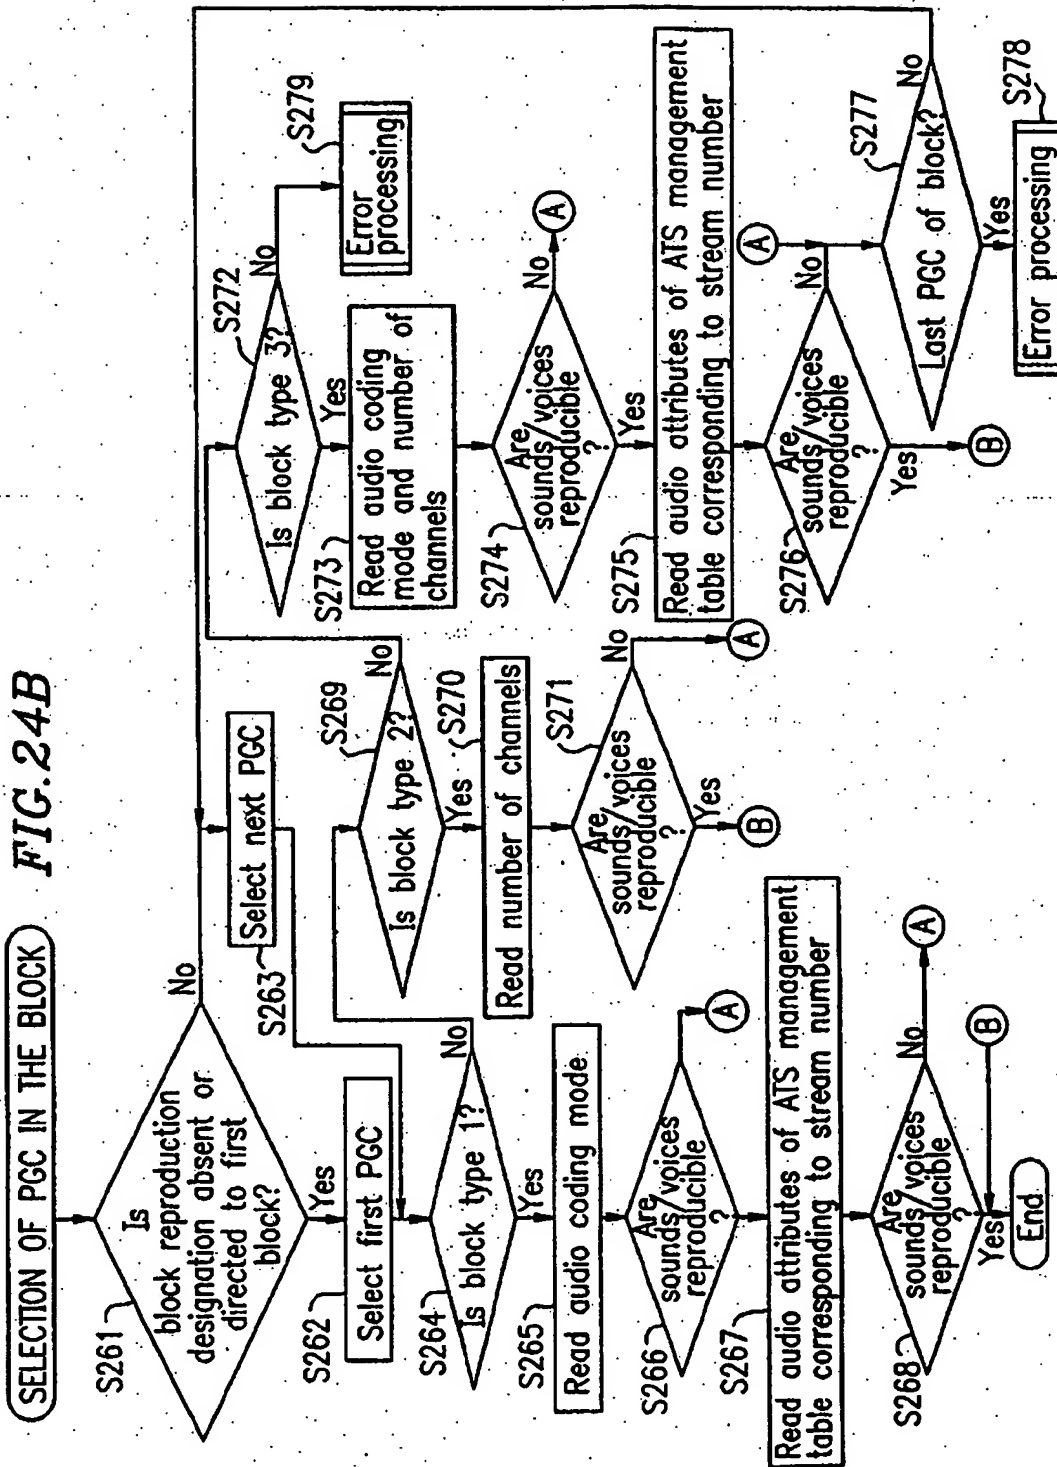 FIG.24B
SELECTION OF PGC IN THE BLOCK
S261
Is
block reproduction
designation absent or
directed to first
block?
No
Yes
S262
Select first PGC
S263
Select next PGC
S264
Is block type 1?
No
Yes
S265
Read audio coding mode
S266
Are
sounds/voices
reproducible
?
A
S267
Read audio attributes of ATS management
table corresponding to stream number
S268
Are
sounds/voices
reproducible
?
No
A
Yes
B
End
S269
Is block type 2?
No
Yes
S270
Read number of channels
S271
Are
sounds/voices
reproducible
?
No
A
Yes
B
S272
Is block type 3?
No
S279
Error
processing
Yes
S273
Read audio coding
mode and number of
channels
S274
Are
sounds/voices
reproducible
?
No
A
Yes
S275
Read audio attributes of ATS management
table corresponding to stream number
S276
Are
sounds/voices
reproducible
?
No
A
Yes
B
S277
Last PGC of block?
No
Yes
S278
Error processing